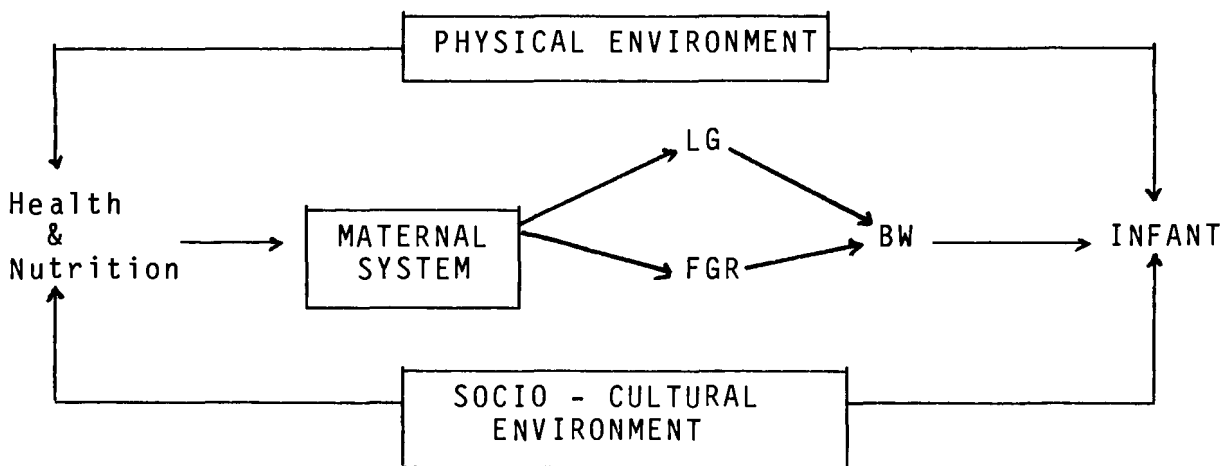 PHYSICAL ENVIRONMENT
LG
Health
&
Nutrition
MATERNAL
SYSTEM
FGR
BW
INFANT
SOCIO - CULTURAL
ENVIRONMENT